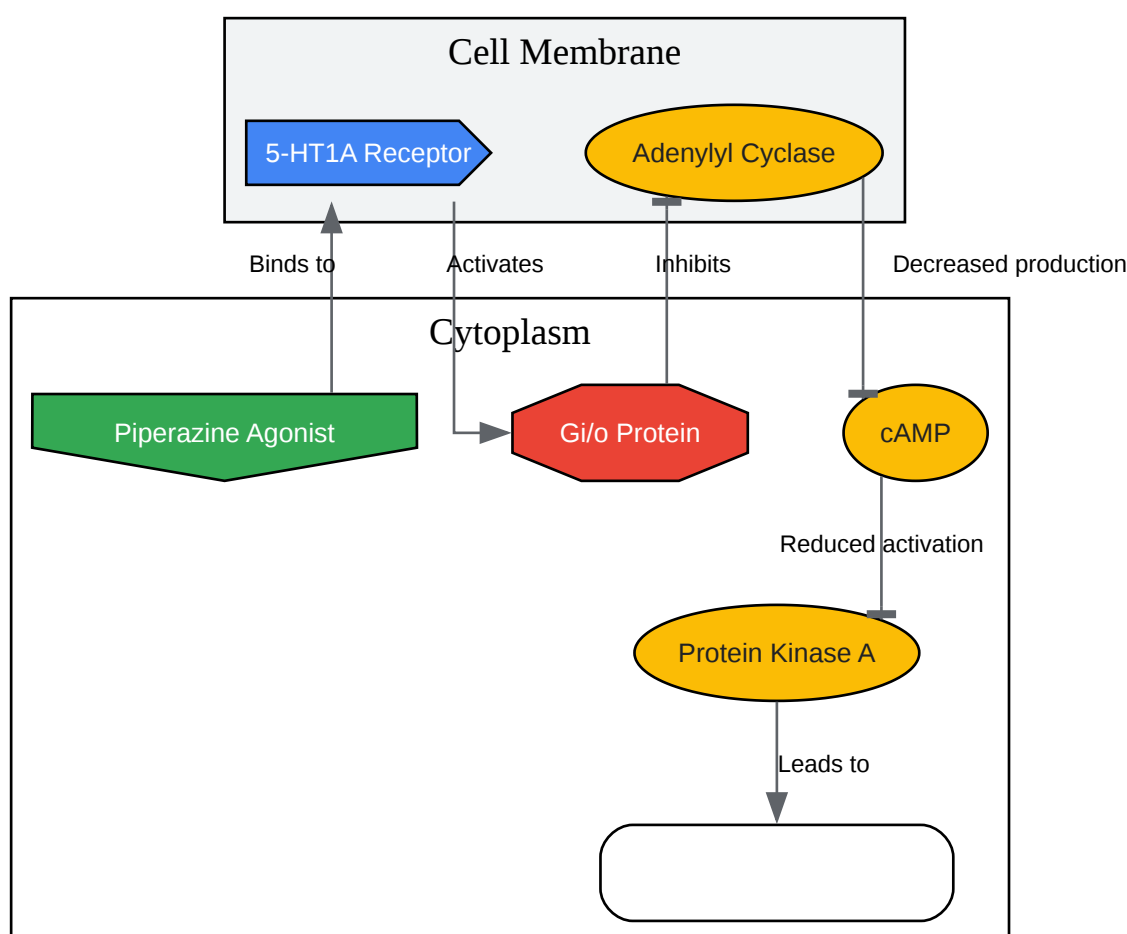 Cell Membrane
5-HT1A Receptor
Adenylyl Cyclase
Binds to
Activates
Inhibits
Decreased production
Cytoplasm
Piperazine Agonist
Gi/o Protein
cAMP
Reduced activation
Protein Kinase A
Leads to